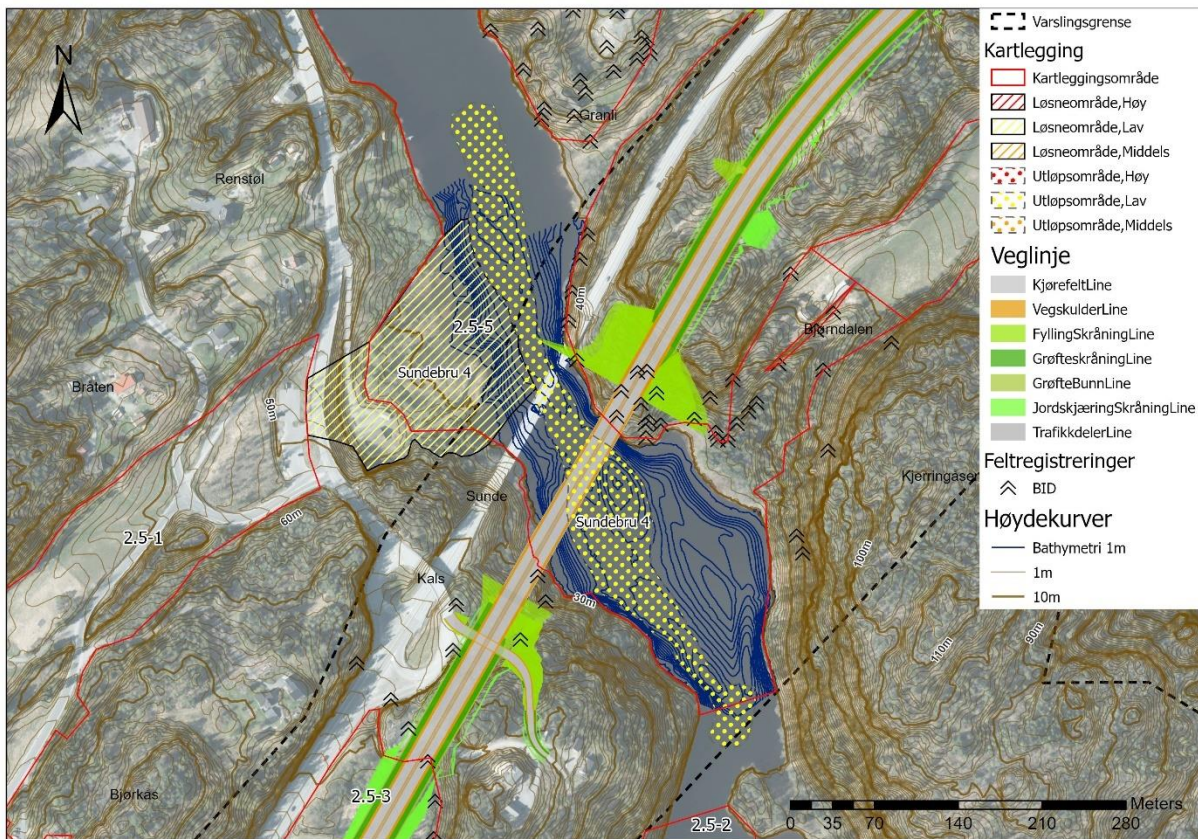 N
Granli
Renstøl
40m
2.5-5
Bjørndalen
Sundebru 4
Bråten
50m
Kjerringåsen
Sunde
Sundebru 4
60m
2.5-1
100m
Kals
30m
110m
90m
Bjørkås
2.5-3
2.5-2
Meters
0 35 70 140 210 280
Varslingsgrense
Kartlegging
Kartleggingsområde
Løsneområde,Høy
Løsneområde,Lav
Løsneområde,Middels
Utløpsområde,Høy
Utløpsområde,Lav
Utløpsområde,Middels
Veglinje
KjørefeltLine
VegskulderLine
FyllingSkråningLine
GrøfteskråningLine
GrøfteBunnLine
JordskjæringSkråningLine
TrafikkdelerLine
Feltregistreringer
BID
Høydekurver
Bathymetri 1m
1m
10m